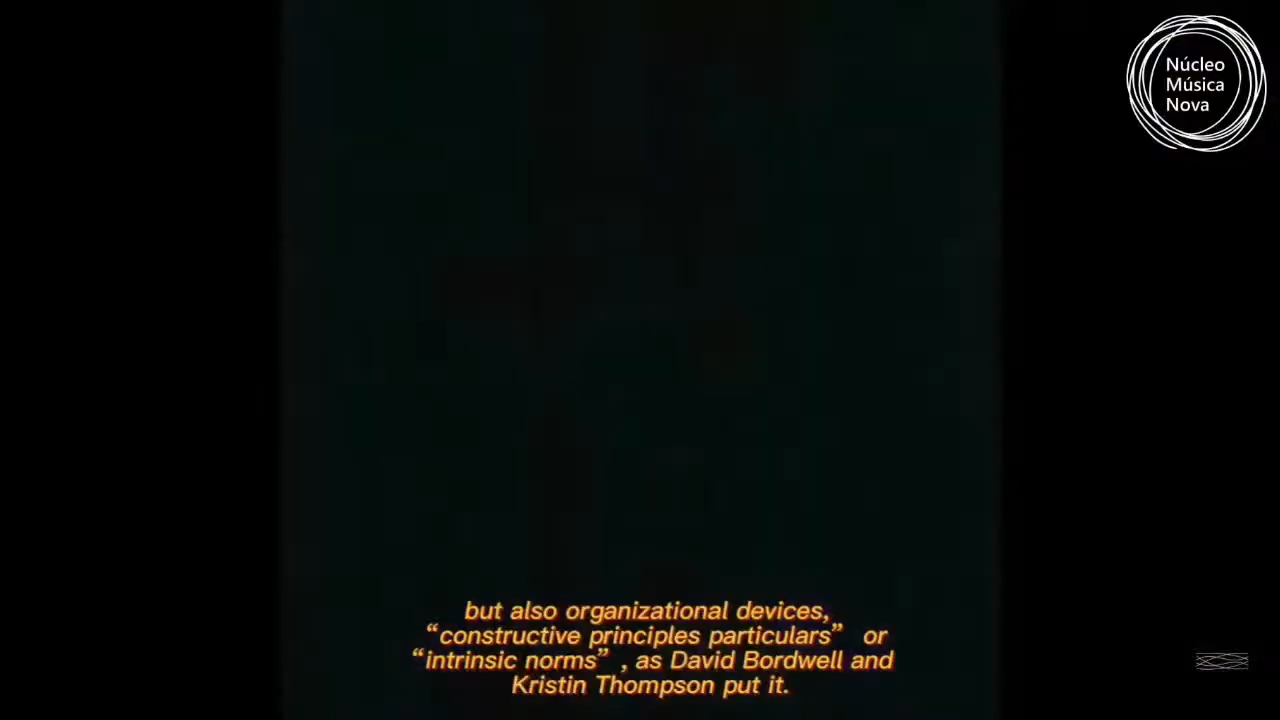 Núcleo
Música
Nova
but also organizational devices,
“constructive principles particulars” or
“intrinsic norms” , as David Bordwell and
Kristin Thompson put it.